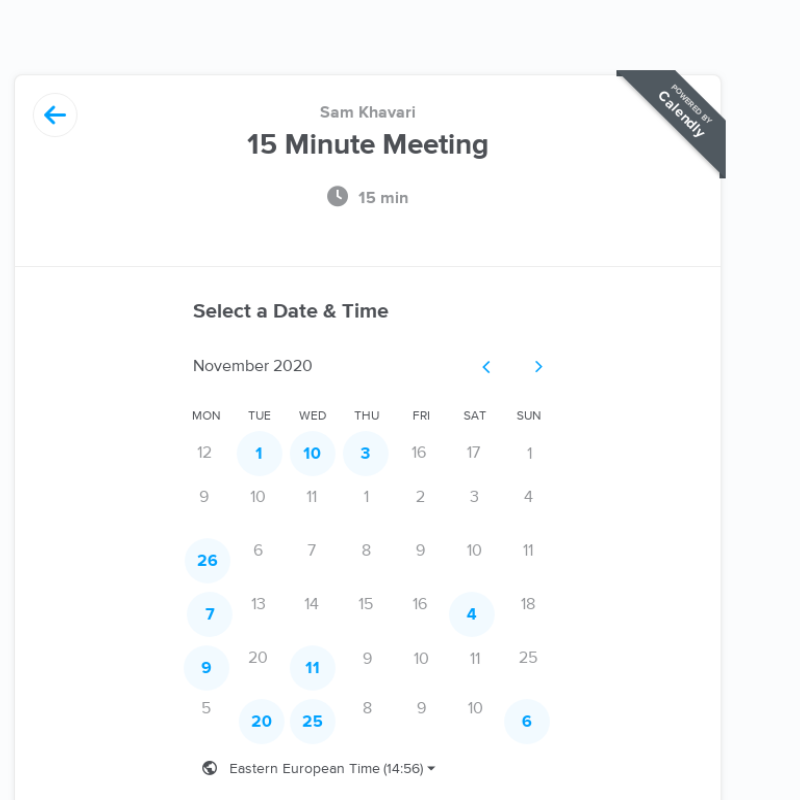 POWERED BY
Calendly
Sam Khavari
15 Minute Meeting
15 min
Select a Date & Time
November 2020
MON TUE WED THU FRI SAT SUN
12 1 10 3 16 17 1
9 10 11 1 2 3 4
26 6 7 8 9 10 11
7 13 14 15 16 4 18
9 20 11 9 10 11 25
5 20 25 8 9 10 6
Eastern European Time (14:56)